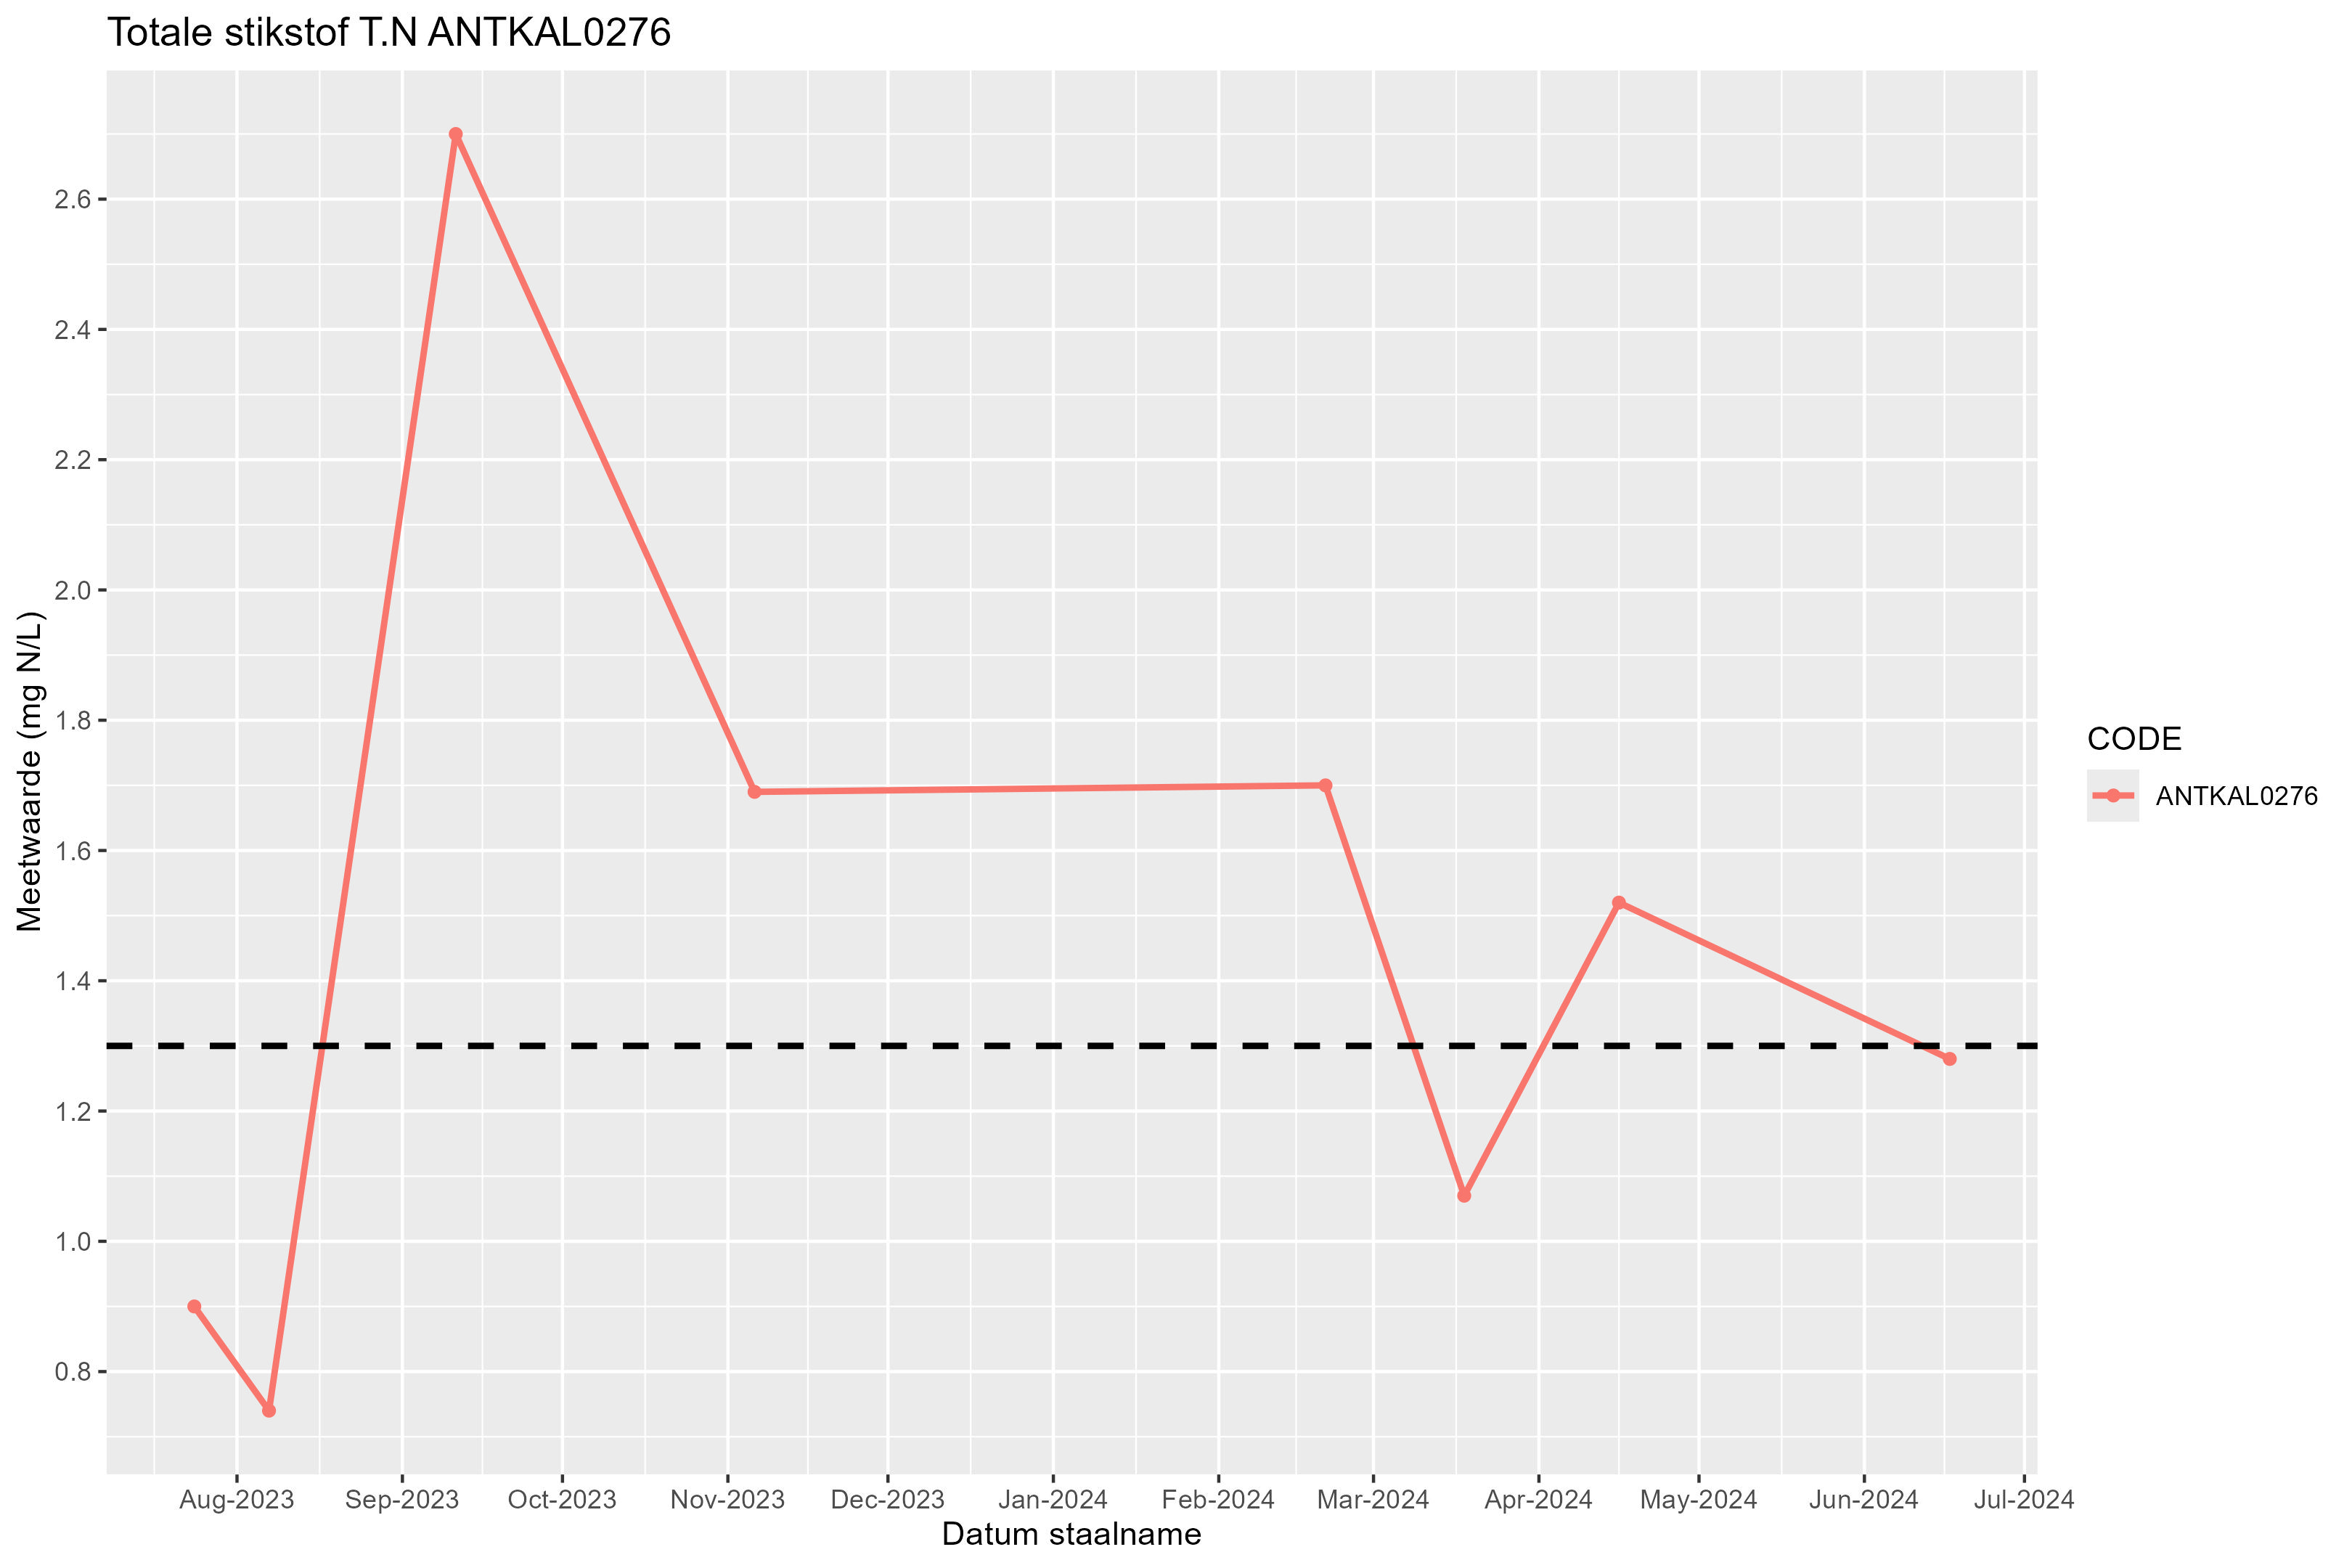 Totale stikstof T.N ANTKAL0276
Meetwaarde (mg N/L)
2.6
2.4
2.2
2.0
1.8
1.6
1.4
1.2
1.0
0.8
Aug-2023 Sep-2023 Oct-2023 Nov-2023 Dec-2023 Jan-2024 Feb-2024 Mar-2024 Apr-2024 May-2024 Jun-2024 Jul-2024
Datum staalname
CODE
ANTKAL0276